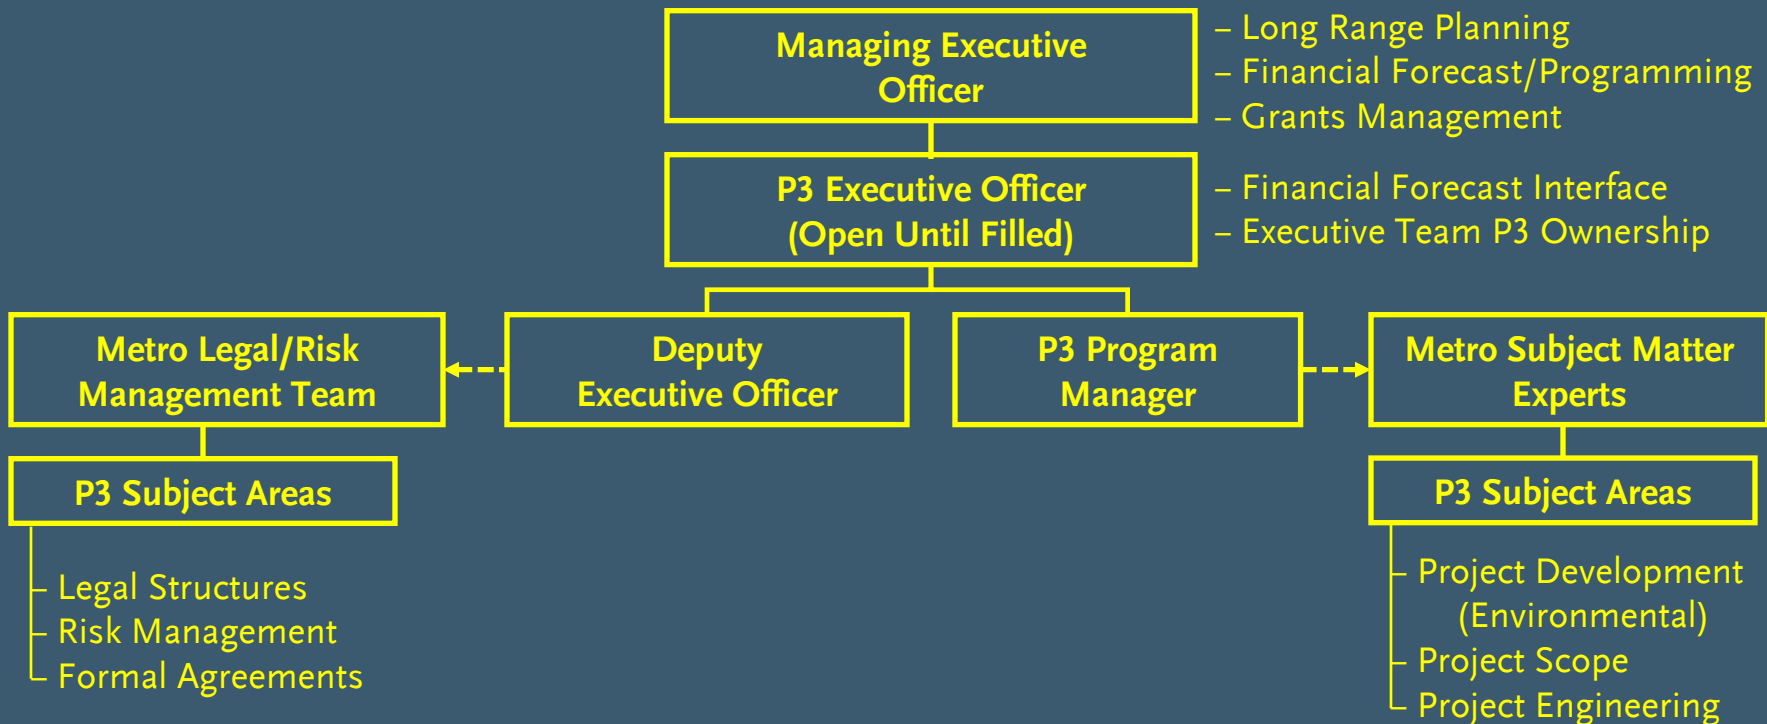 Managing Executive
Officer
– Long Range Planning
– Financial Forecast/Programming
– Grants Management
P3 Executive Officer
(Open Until Filled)
– Financial Forecast Interface
– Executive Team P3 Ownership
Metro Legal/Risk
Management Team
Deputy
Executive Officer
P3 Program
Manager
Metro Subject Matter
Experts
P3 Subject Areas
– Legal Structures
– Risk Management
– Formal Agreements
P3 Subject Areas
– Project Development
(Environmental)
– Project Scope
– Project Engineering